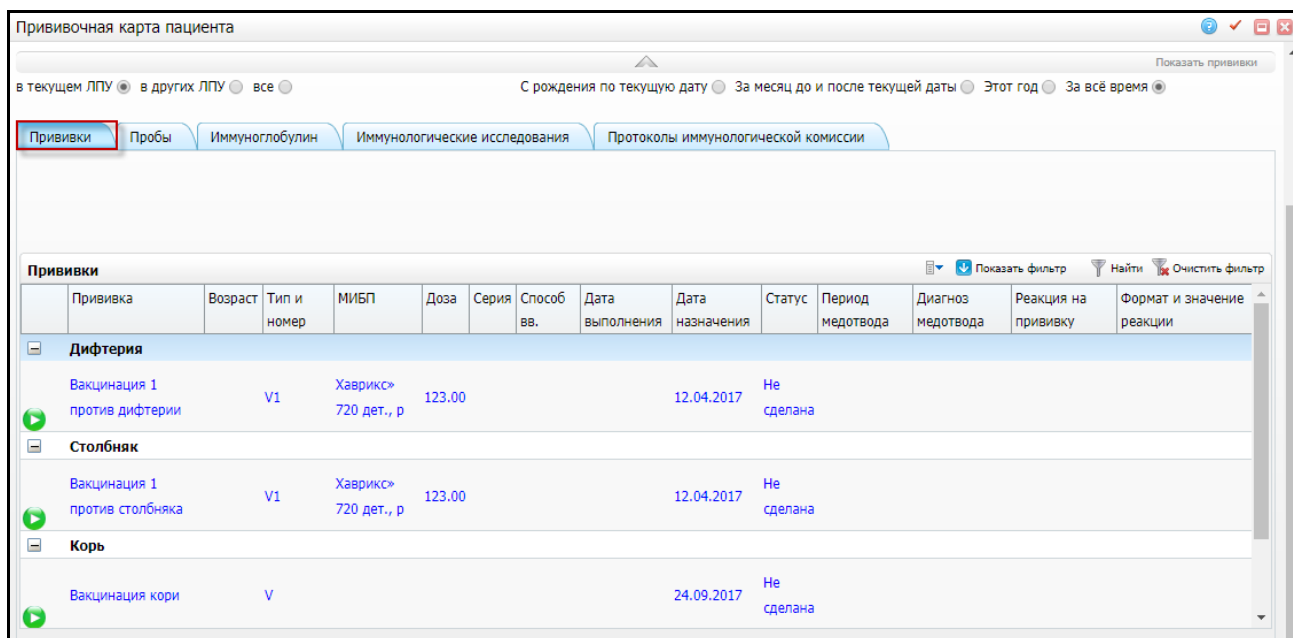 Прививочная карта пациента
Показать прививки
в текущем ЛПУ в других ЛПУ все С рождения по текущую дату За месяц до и после текущей даты Этот год За всё время
Прививки Пробы Иммуноглобулин Иммунологические исследования Протоколы иммунологической комиссии
Прививки Показать фильтр Найти Очистить фильтр
Прививка Возраст Тип и МИБП Доза Серия Способ Дата Дата Статус Период Диагноз Реакция на Формат и значение
номер вв. выполнения назначения медотвода медотвода прививку реакции
Дифтерия
Вакцинация 1 Хаврикс» Не
V1 123.00 12.04.2017
против дифтерии 720 дет., р сделана
Столбняк
Вакцинация 1 Хаврикс» Не
V1 123.00 12.04.2017
против столбняка 720 дет., р сделана
Корь
Не
Вакцинация кори V 24.09.2017
сделана